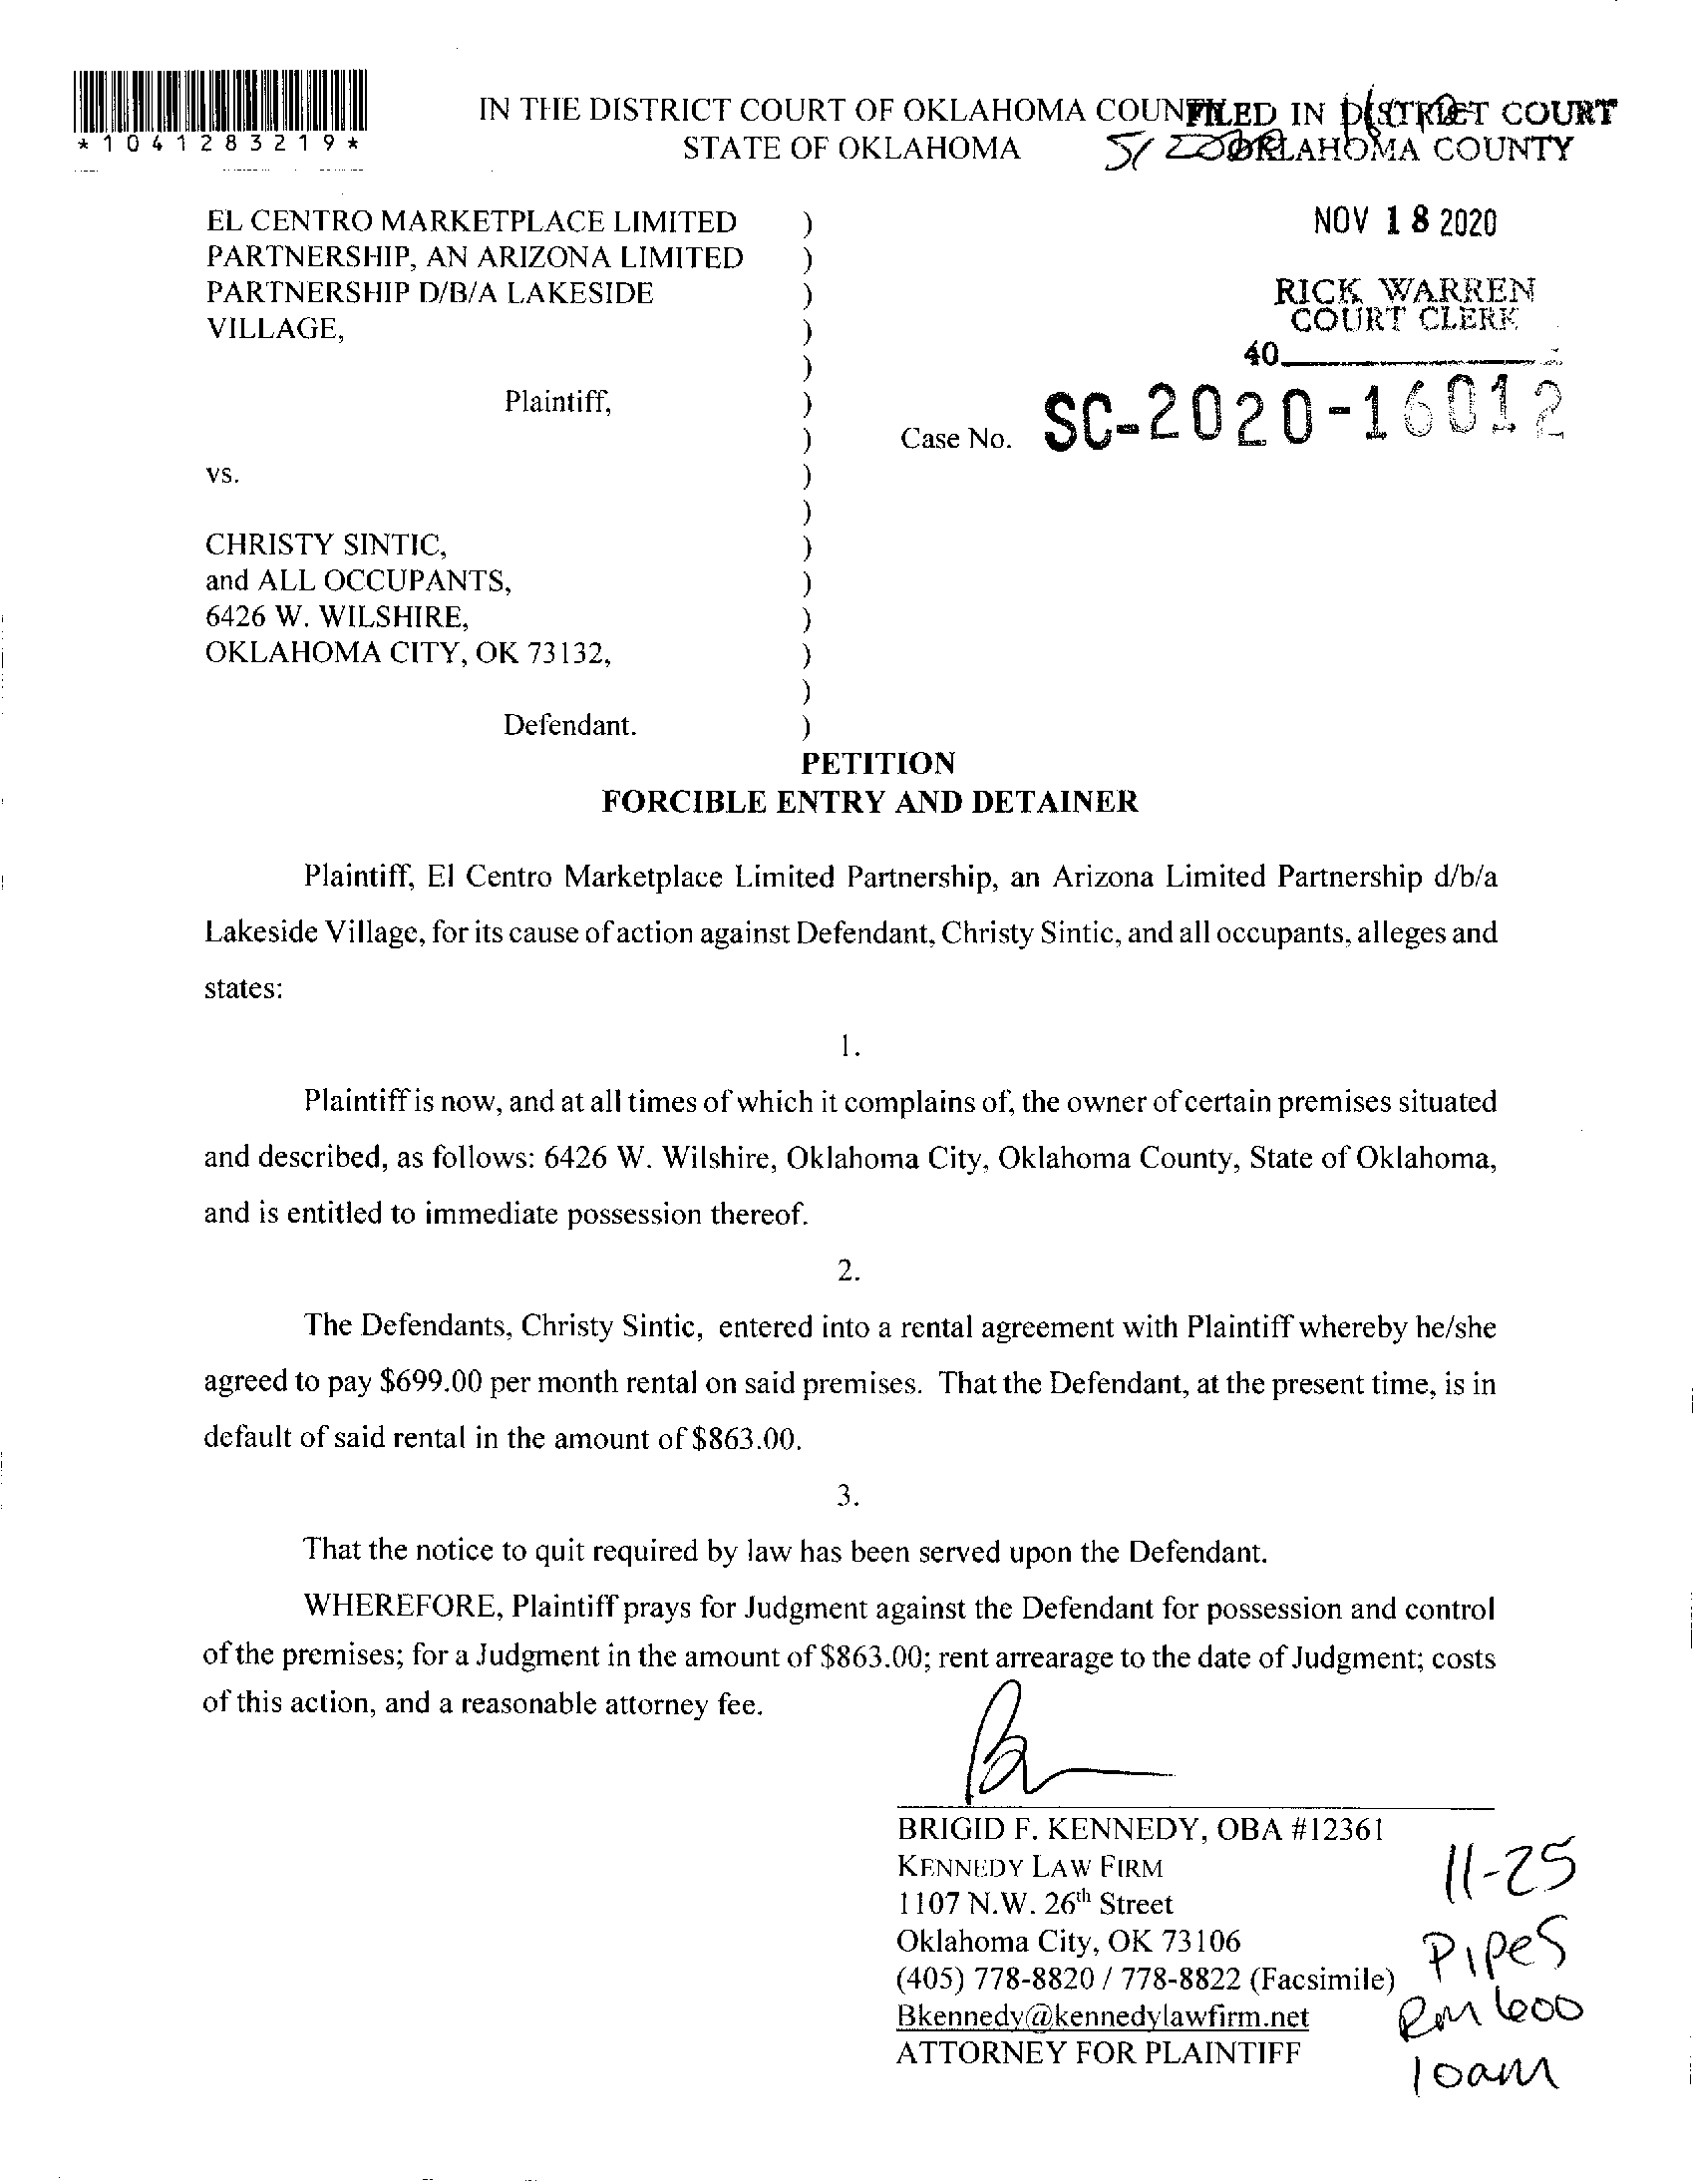 *1041283219*
IN THE DISTRICT COURT OF OKLAHOMA COUNTY
STATE OF OKLAHOMA
FILED IN DISTRICT COURT
OKLAHOMA COUNTY
NOV 18 2020
RICK WARREN
COURT CLERK
40
EL CENTRO MARKETPLACE LIMITED )
PARTNERSHIP, AN ARIZONA LIMITED )
PARTNERSHIP D/B/A LAKESIDE )
VILLAGE, )
)
Plaintiff, )
) Case No. SC-2020-16012
vs. )
)
CHRISTY SINTIC, )
and ALL OCCUPANTS, )
6426 W. WILSHIRE, )
OKLAHOMA CITY, OK 73132, )
)
Defendant. )
PETITION
FORCIBLE ENTRY AND DETAINER
Plaintiff, El Centro Marketplace Limited Partnership, an Arizona Limited Partnership d/b/a
Lakeside Village, for its cause of action against Defendant, Christy Sintic, and all occupants, alleges and
states:
1.
Plaintiff is now, and at all times of which it complains of, the owner of certain premises situated
and described, as follows: 6426 W. Wilshire, Oklahoma City, Oklahoma County, State of Oklahoma,
and is entitled to immediate possession thereof.
2.
The Defendants, Christy Sintic, entered into a rental agreement with Plaintiff whereby he/she
agreed to pay $699.00 per month rental on said premises. That the Defendant, at the present time, is in
default of said rental in the amount of $863.00.
3.
That the notice to quit required by law has been served upon the Defendant.
WHEREFORE, Plaintiff prays for Judgment against the Defendant for possession and control
of the premises; for a Judgment in the amount of $863.00; rent arrearage to the date of Judgment; costs
of this action, and a reasonable attorney fee.
BRIGID F. KENNEDY, OBA #12361
KENNEDY LAW FIRM
1107 N.W. 26th Street
Oklahoma City, OK 73106
(405) 778-8820 / 778-8822 (Facsimile)
Bkennedy@kennedylawfirm.net
ATTORNEY FOR PLAINTIFF
11-25
Pipes
Rm 600
10am